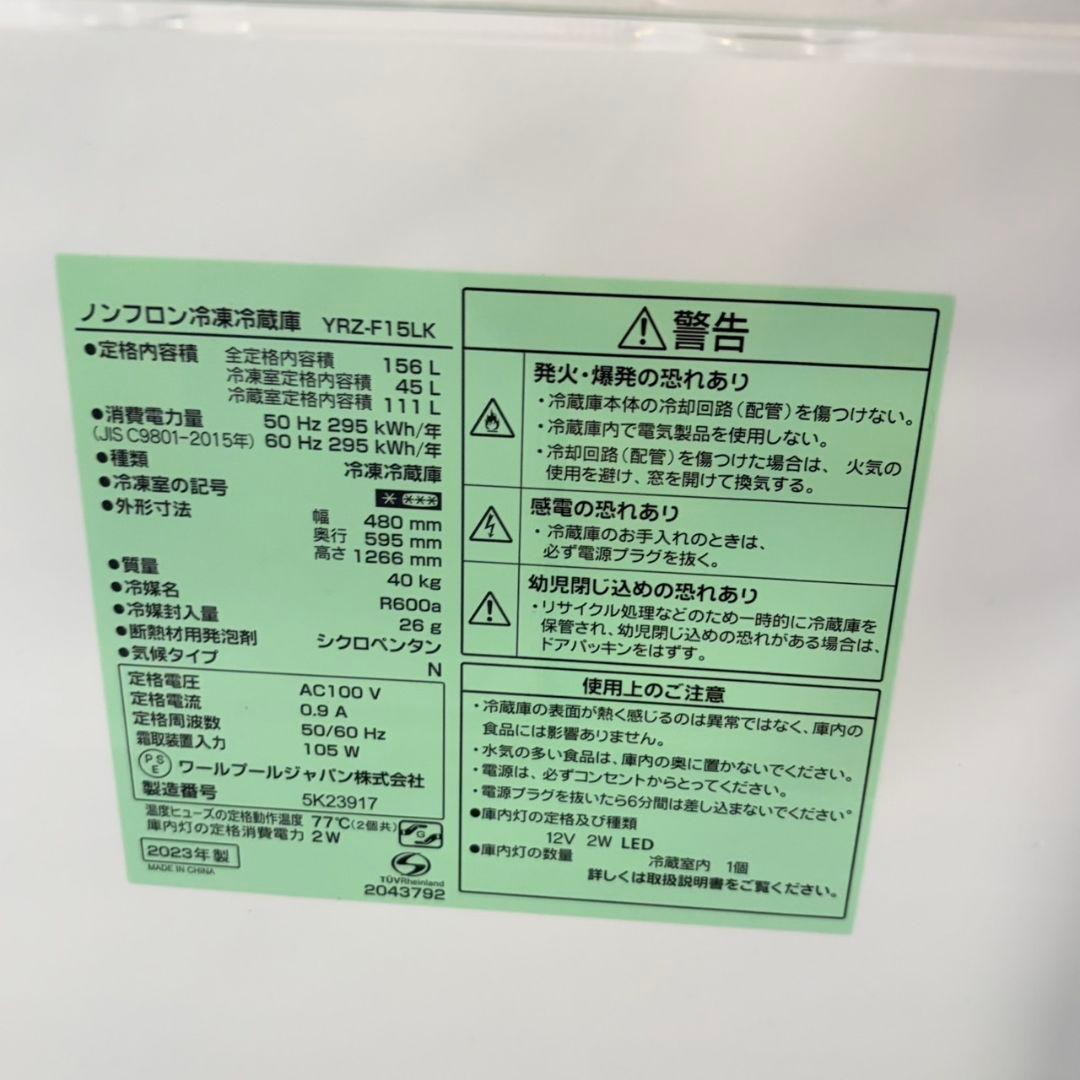 ノンフロン冷凍冷蔵庫 YRZ-F15LK
●定格内容積 全定格内容積 156 L
冷凍室定格内容積 45 L
冷蔵室定格内容積 111 L
●消費電力量 50 Hz 295 kWh/年
(JIS C9801-2015年) 60 Hz 295 kWh/年
●種類 冷凍冷蔵庫
●冷凍室の記号
●外形寸法 幅 480 mm
奥行 595 mm
高さ 1266 mm
●質量 40 kg
●冷媒名 R600a
●冷媒封入量 26 g
●断熱材用発泡剤 シクロペンタン
●気候タイプ N
定格電圧 AC100 V
定格電流 0.9 A
定格周波数 50/60 Hz
霜取装置入力 105 W
PSE ワールプールジャパン株式会社
製造番号 5K23917
温度ヒューズの定格動作温度 77℃(2個共)
庫内灯の定格消費電力 2W
G
2023年 製
MADE IN CHINA
TÜVRheinland
2043792
警告
発火・爆発の恐れあり
・冷蔵庫本体の冷却回路(配管)を傷つけない。
・冷蔵庫内で電気製品を使用しない。
・冷却回路(配管)を傷つけた場合は、火気の
使用を避け、窓を開けて換気する。
感電の恐れあり
・冷蔵庫のお手入れのときは、
必ず電源プラグを抜く。
幼児閉じ込めの恐れあり
・リサイクル処理などのため一時的に冷蔵庫を
保管され、幼児閉じ込めの恐れがある場合は、
ドアパッキンをはずす。
使用上のご注意
・冷蔵庫の表面が熱く感じるのは異常ではなく、庫内の
食品には影響ありません。
・水気の多い食品は、庫内の奥に置かないでください。
・電源は、必ずコンセントからとってください。
・電源プラグを抜いたら6分間は差し込まないでください。
●庫内灯の定格及び種類
12V 2W LED
●庫内灯の数量 冷蔵室内 1個
詳しくは取扱説明書をご覧ください。